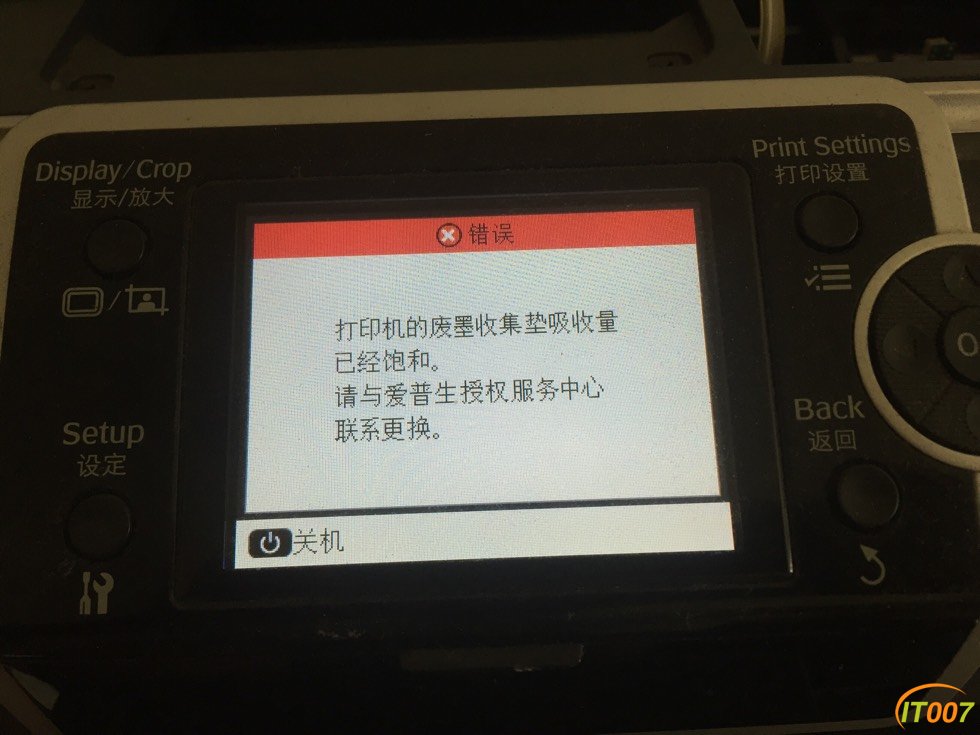 Display/Crop
显示/放大
Print Settings
打印设置
错误
打印机的废墨收集垫吸收量
已经饱和。
请与爱普生授权服务中心
联系更换。
Setup
设定
Back
返回
关机
IT007